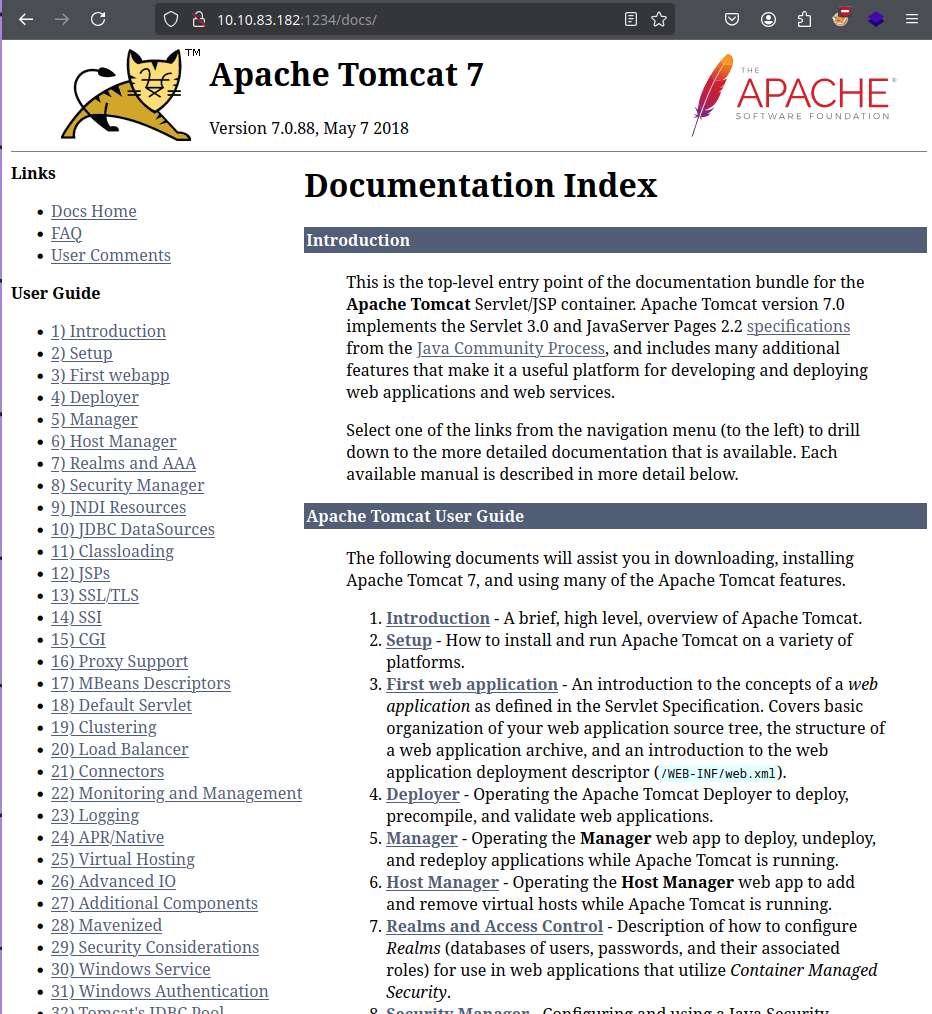 10.10.83.182:1234/docs/
TM
Apache Tomcat 7
Version 7.0.88, May 7 2018
THE
APACHE®
SOFTWARE FOUNDATION
Links
Docs Home
FAQ
User Comments
User Guide
1) Introduction
2) Setup
3) First webapp
4) Deployer
5) Manager
6) Host Manager
7) Realms and AAA
8) Security Manager
9) JNDI Resources
10) JDBC DataSources
11) Classloading
12) JSPs
13) SSL/TLS
14) SSI
15) CGI
16) Proxy Support
17) MBeans Descriptors
18) Default Servlet
19) Clustering
20) Load Balancer
21) Connectors
22) Monitoring and Management
23) Logging
24) APR/Native
25) Virtual Hosting
26) Advanced IO
27) Additional Components
28) Mavenized
29) Security Considerations
30) Windows Service
31) Windows Authentication
32) Tomcat's JDBC Pool
Documentation Index
Introduction
This is the top-level entry point of the documentation bundle for the
Apache Tomcat Servlet/JSP container. Apache Tomcat version 7.0
implements the Servlet 3.0 and JavaServer Pages 2.2 specifications
from the Java Community Process, and includes many additional
features that make it a useful platform for developing and deploying
web applications and web services.
Select one of the links from the navigation menu (to the left) to drill
down to the more detailed documentation that is available. Each
available manual is described in more detail below.
Apache Tomcat User Guide
The following documents will assist you in downloading, installing
Apache Tomcat 7, and using many of the Apache Tomcat features.
1. Introduction - A brief, high level, overview of Apache Tomcat.
2. Setup - How to install and run Apache Tomcat on a variety of
platforms.
3. First web application - An introduction to the concepts of a web
application as defined in the Servlet Specification. Covers basic
organization of your web application source tree, the structure of
a web application archive, and an introduction to the web
application deployment descriptor (/WEB-INF/web.xml).
4. Deployer - Operating the Apache Tomcat Deployer to deploy,
precompile, and validate web applications.
5. Manager - Operating the Manager web app to deploy, undeploy,
and redeploy applications while Apache Tomcat is running.
6. Host Manager - Operating the Host Manager web app to add
and remove virtual hosts while Apache Tomcat is running.
7. Realms and Access Control - Description of how to configure
Realms (databases of users, passwords, and their associated
roles) for use in web applications that utilize Container Managed
Security.
8. Security Manager - Configuring and using a Java Security